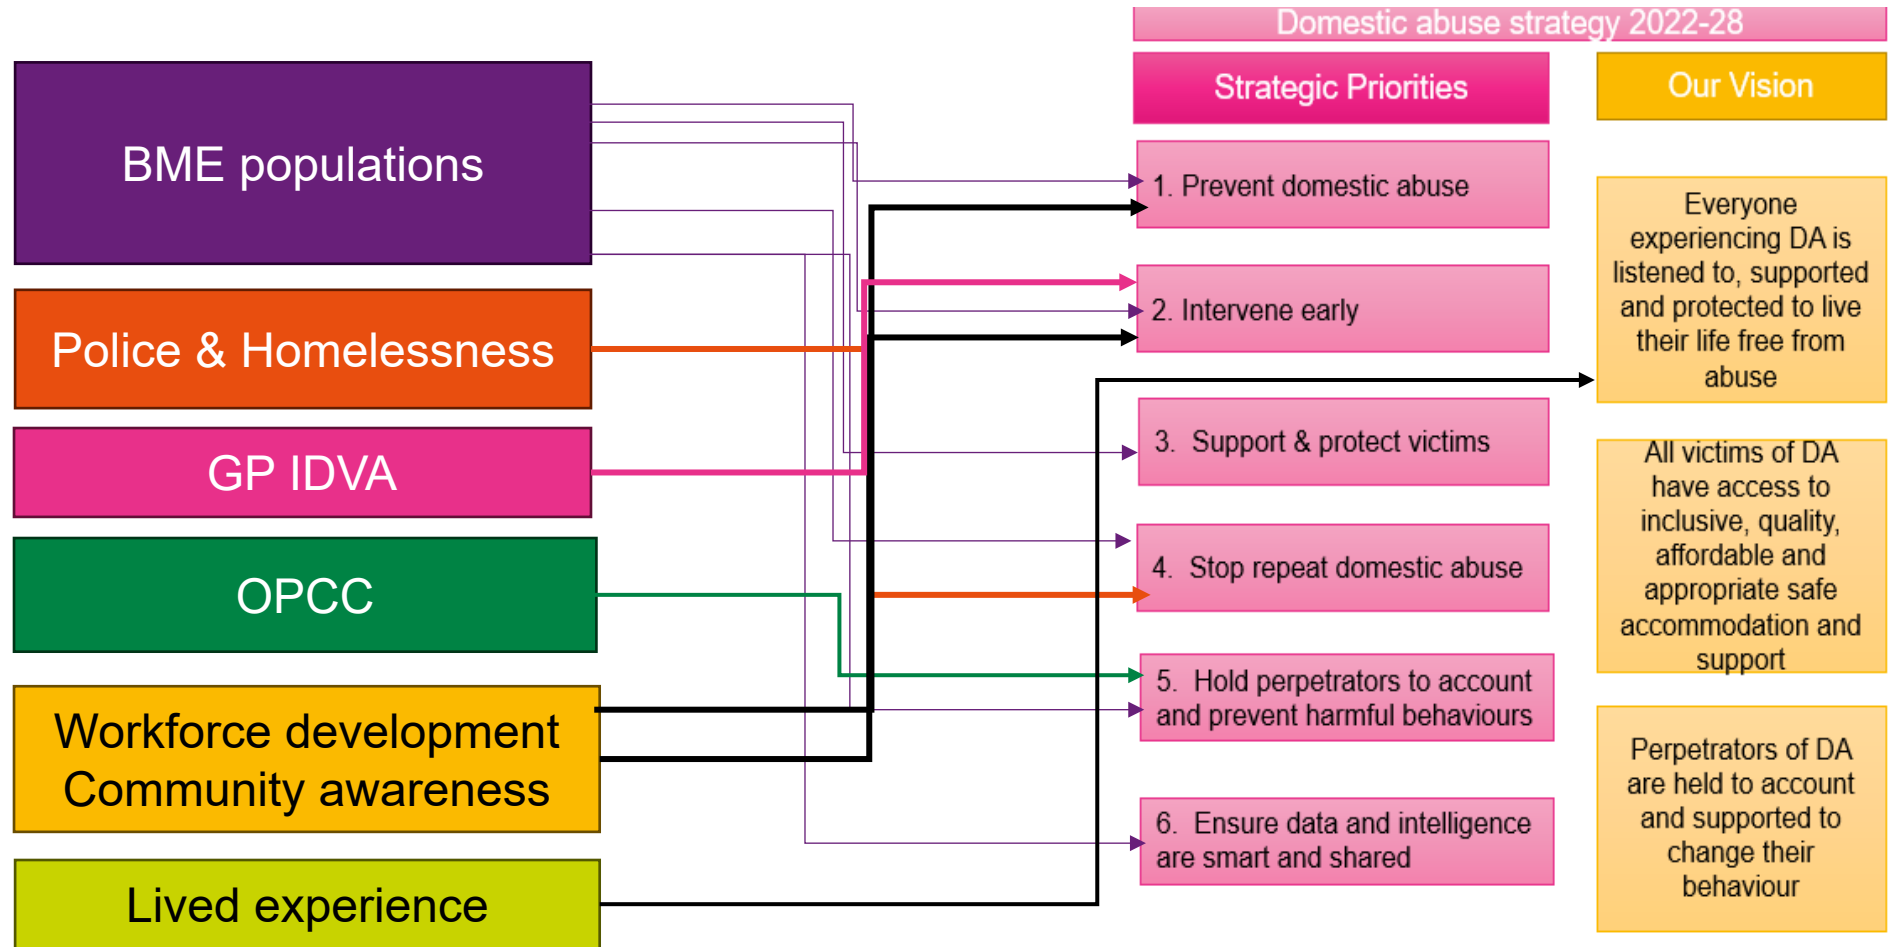 Domestic abuse strategy 2022-28
Strategic Priorities
Our Vision
BME populations
Police & Homelessness
GP IDVA
OPCC
Workforce development
Community awareness
Lived experience
1. Prevent domestic abuse
2. Intervene early
3. Support & protect victims
4. Stop repeat domestic abuse
5. Hold perpetrators to account
and prevent harmful behaviours
6. Ensure data and intelligence
are smart and shared
Everyone
experiencing DA is
listened to, supported
and protected to live
their life free from
abuse
All victims of DA
have access to
inclusive, quality,
affordable and
appropriate safe
accommodation and
support
Perpetrators of DA
are held to account
and supported to
change their
behaviour